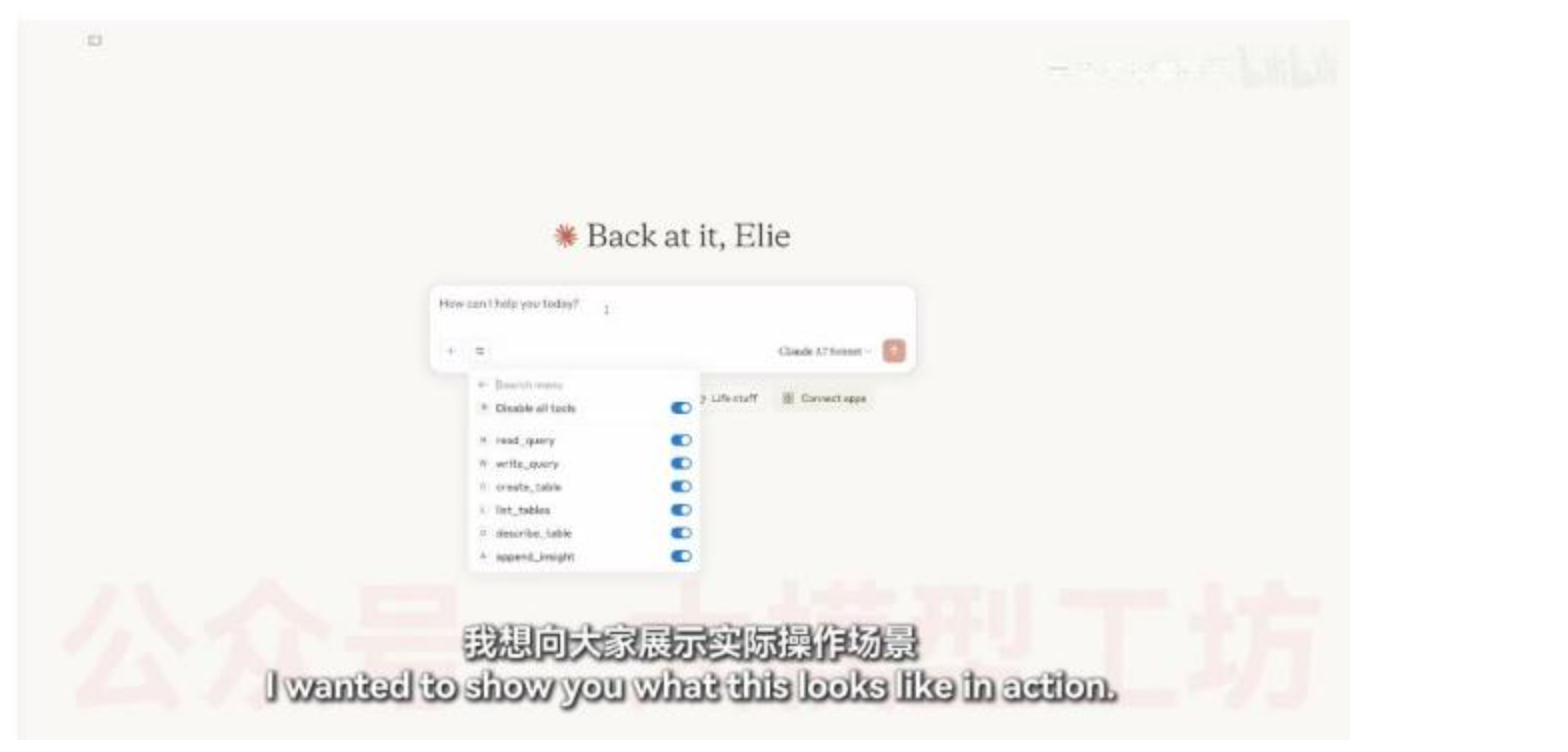 Back at it, Elie
How can I help you today?
Claude 3.7 Sonnet
Search menu
Disable all tools
Life stuff
Connect apps
read_query
write_query
create_table
list_tables
describe_table
append_insight
公众号 大模型工坊
我想向大家展示实际操作场景
I wanted to show you what this looks like in action.